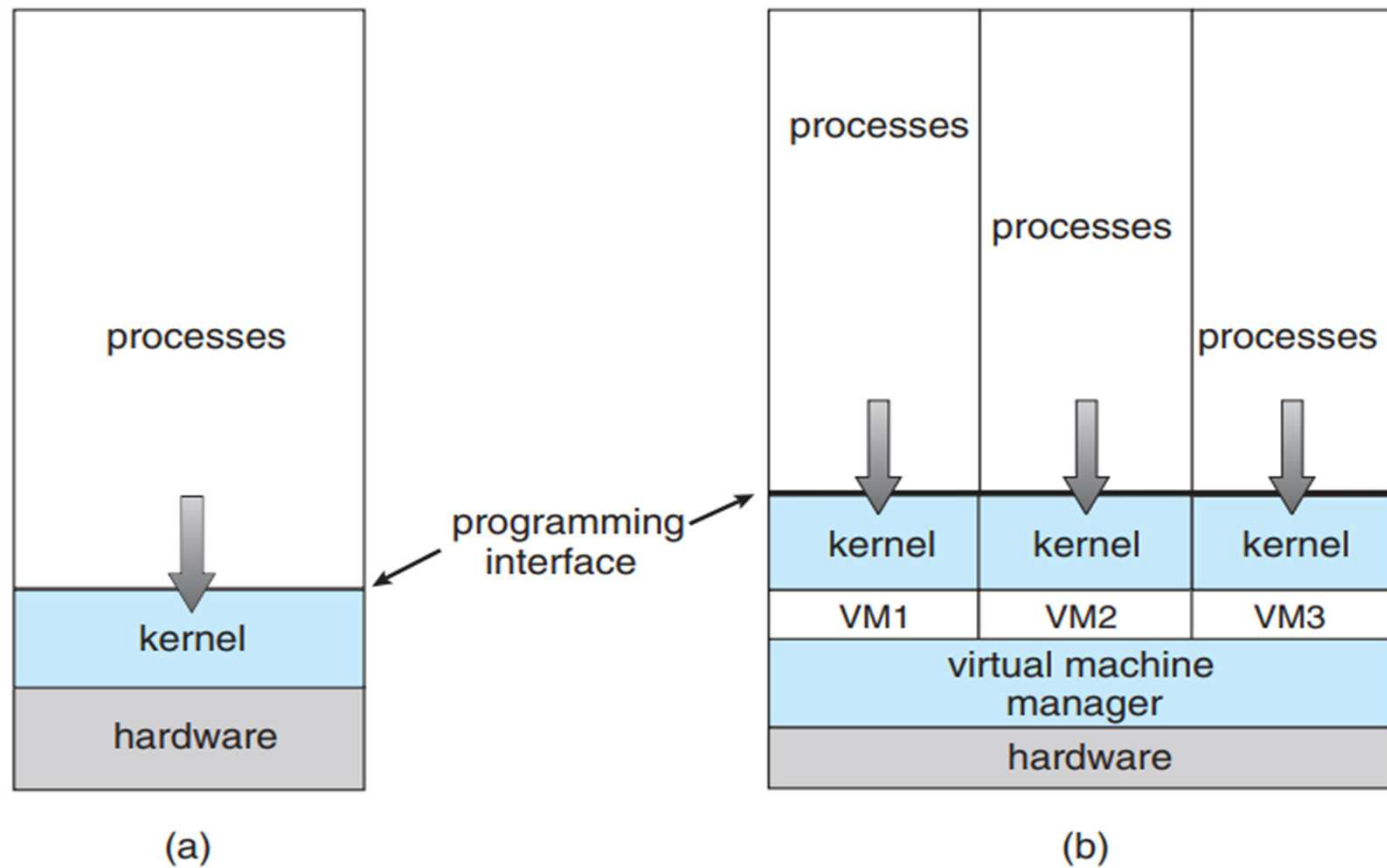 processes
kernel
hardware
(a)
programming
interface
processes
processes
processes
kernel
kernel
kernel
VM1
VM2
VM3
virtual machine
manager
hardware
(b)